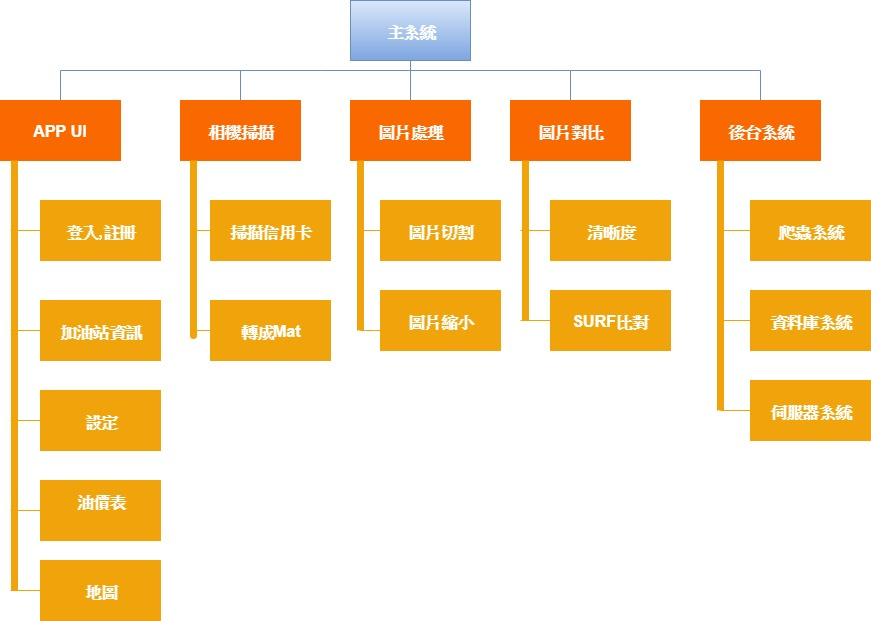 主系統
APP UI
相機掃描
圖片處理
圖片對比
後台系統
登入,註冊
掃描信用卡
圖片切割
清晰度
爬蟲系統
加油站資訊
轉成Mat
圖片縮小
SURF比對
資料庫系統
設定
伺服器系統
油價表
地圖